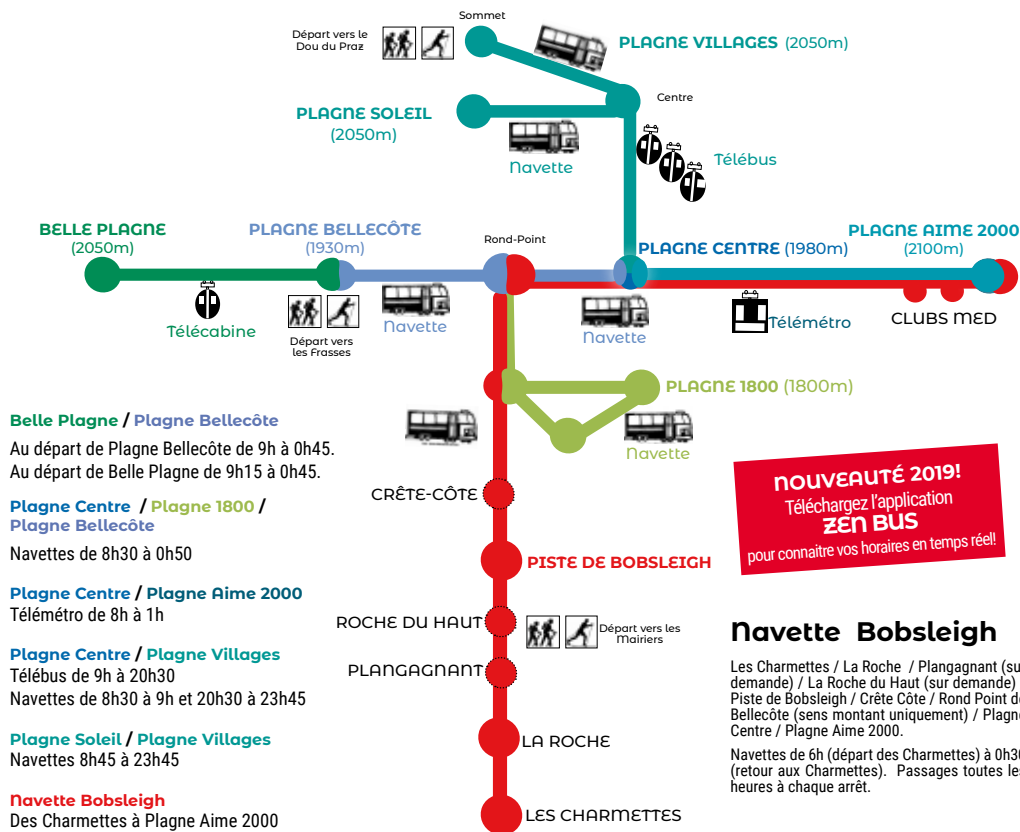 Sommet
Départ vers le
Dou du Praz
PLAGNE VILLAGES (2050m)
Centre
PLAGNE SOLEIL
(2050m)
Navette
Télébus
BELLE PLAGNE
(2050m)
PLAGNE BELLECÔTE
(1930m)
Rond-Point
PLAGNE CENTRE (1980m)
PLAGNE AIME 2000
(2100m)
Télécabine
Départ vers
les Frasses
Navette
Navette
Télémétro
CLUBS MED
PLAGNE 1800 (1800m)
Navette
Belle Plagne / Plagne Bellecôte
Au départ de Plagne Bellecôte de 9h à 0h45.
Au départ de Belle Plagne de 9h15 à 0h45.
Plagne Centre / Plagne 1800 /
Plagne Bellecôte
Navettes de 8h30 à 0h50
Plagne Centre / Plagne Aime 2000
Télémétro de 8h à 1h
Plagne Centre / Plagne Villages
Télébus de 9h à 20h30
Navettes de 8h30 à 9h et 20h30 à 23h45
Plagne Soleil / Plagne Villages
Navettes 8h45 à 23h45
Navette Bobsleigh
Des Charmettes à Plagne Aime 2000
CRÊTE-CÔTE
PISTE DE BOBSLEIGH
ROCHE DU HAUT
Départ vers les
Mairiers
PLANGAGNANT
LA ROCHE
LES CHARMETTES
NOUVEAUTÉ 2019!
Téléchargez l'application
ZEN BUS
pour connaitre vos horaires en temps réel!
Navette Bobsleigh
Les Charmettes / La Roche / Plangagnant (su
demande) / La Roche du Haut (sur demande)
Piste de Bobsleigh / Crête Côte / Rond Point de
Bellecôte (sens montant uniquement) / Plagne
Centre / Plagne Aime 2000.
Navettes de 6h (départ des Charmettes) à 0h30
(retour aux Charmettes). Passages toutes les
heures à chaque arrêt.